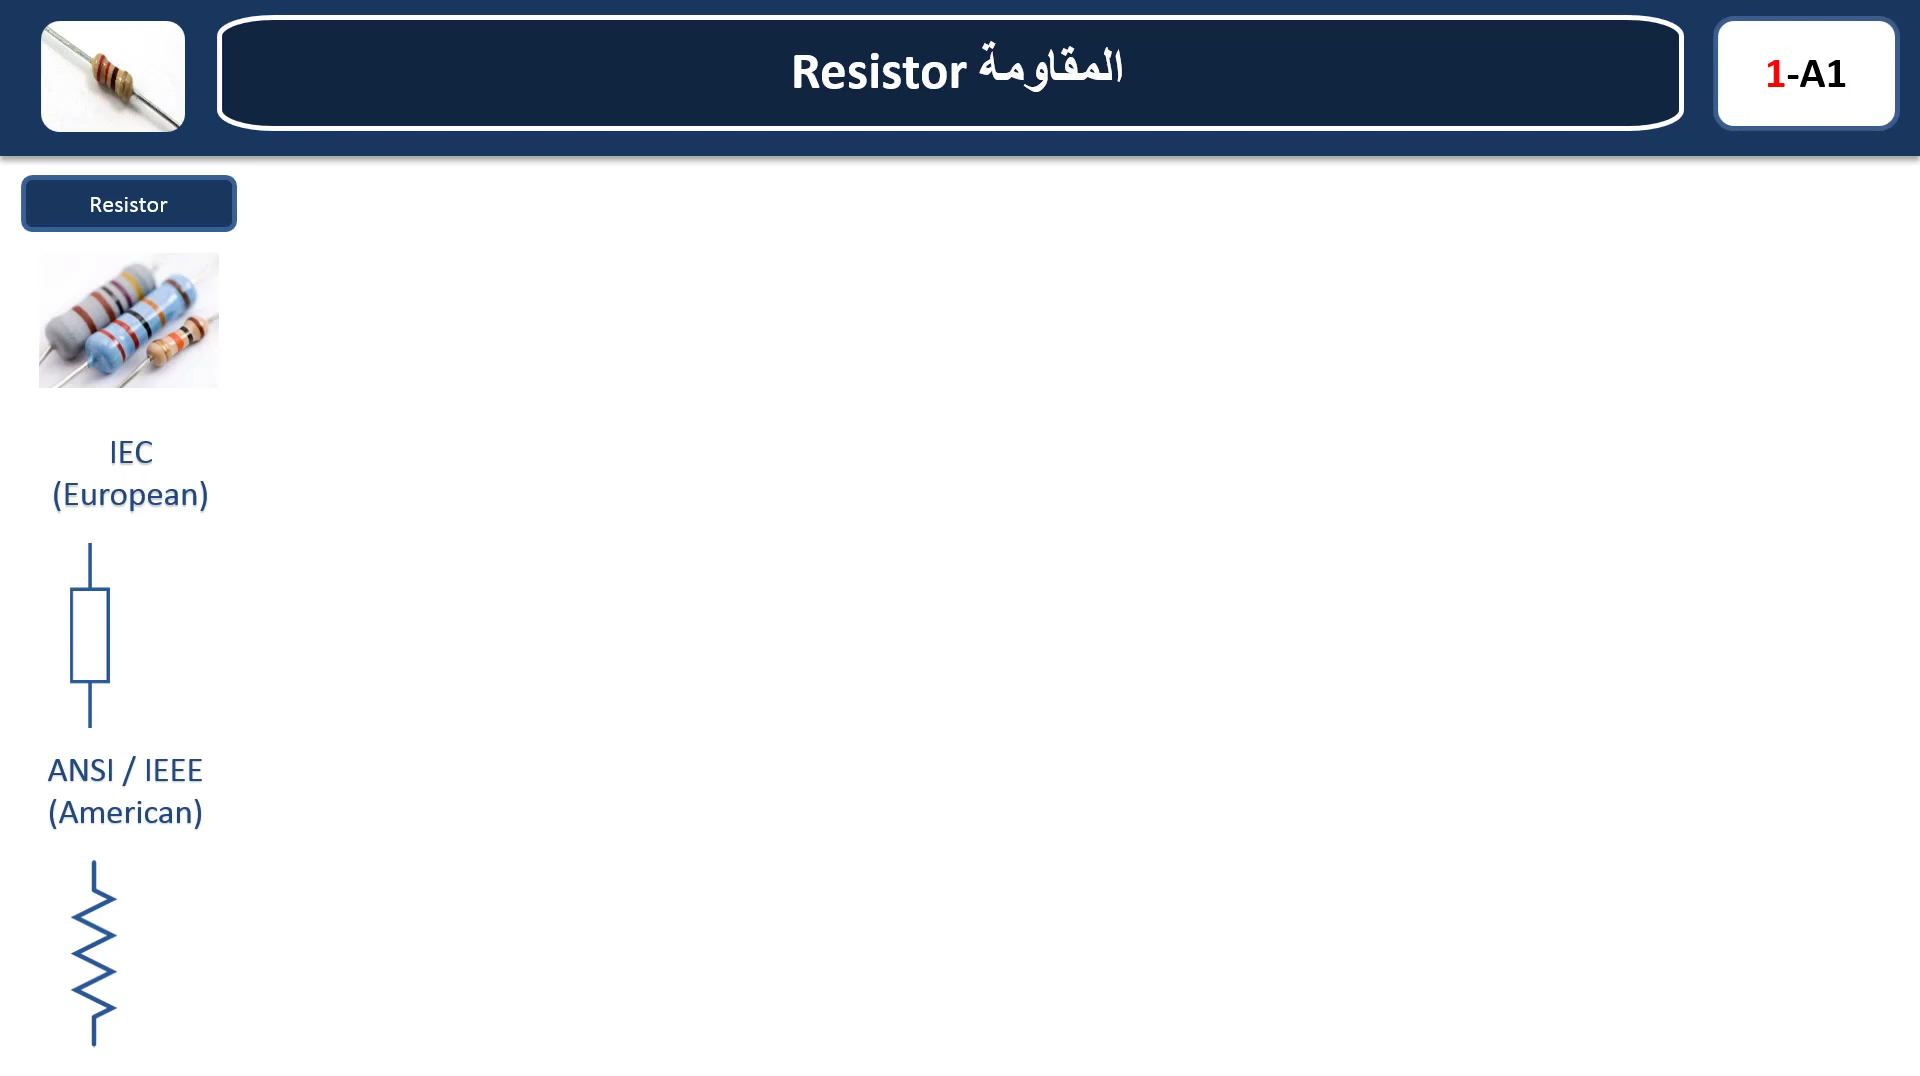 المقاومة Resistor
1-A1
Resistor
IEC
(European)
ANSI / IEEE
(American)